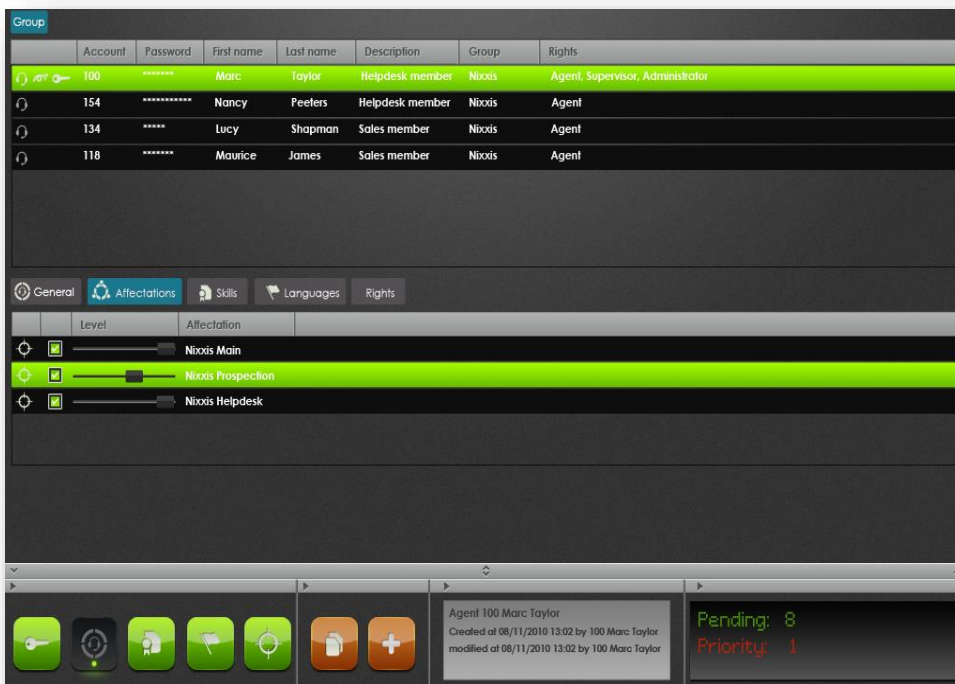 Group
Account Password First name Last name Description Group Rights
100 ******* Marc Taylor Helpdesk member Nixxis Agent, Supervisor, Administrator
154 *********** Nancy Peeters Helpdesk member Nixxis Agent
134 ***** Lucy Shapman Sales member Nixxis Agent
118 ******* Maurice James Sales member Nixxis Agent
General Affectations Skills Languages Rights
Level Affectation
Nixxis Main
Nixxis Prospection
Nixxis Helpdesk
Agent 100 Marc Taylor
Created at 08/11/2010 13:02 by 100 Marc Taylor
modified at 08/11/2010 13:02 by 100 Marc Taylor
Pending: 8
Priority: 1